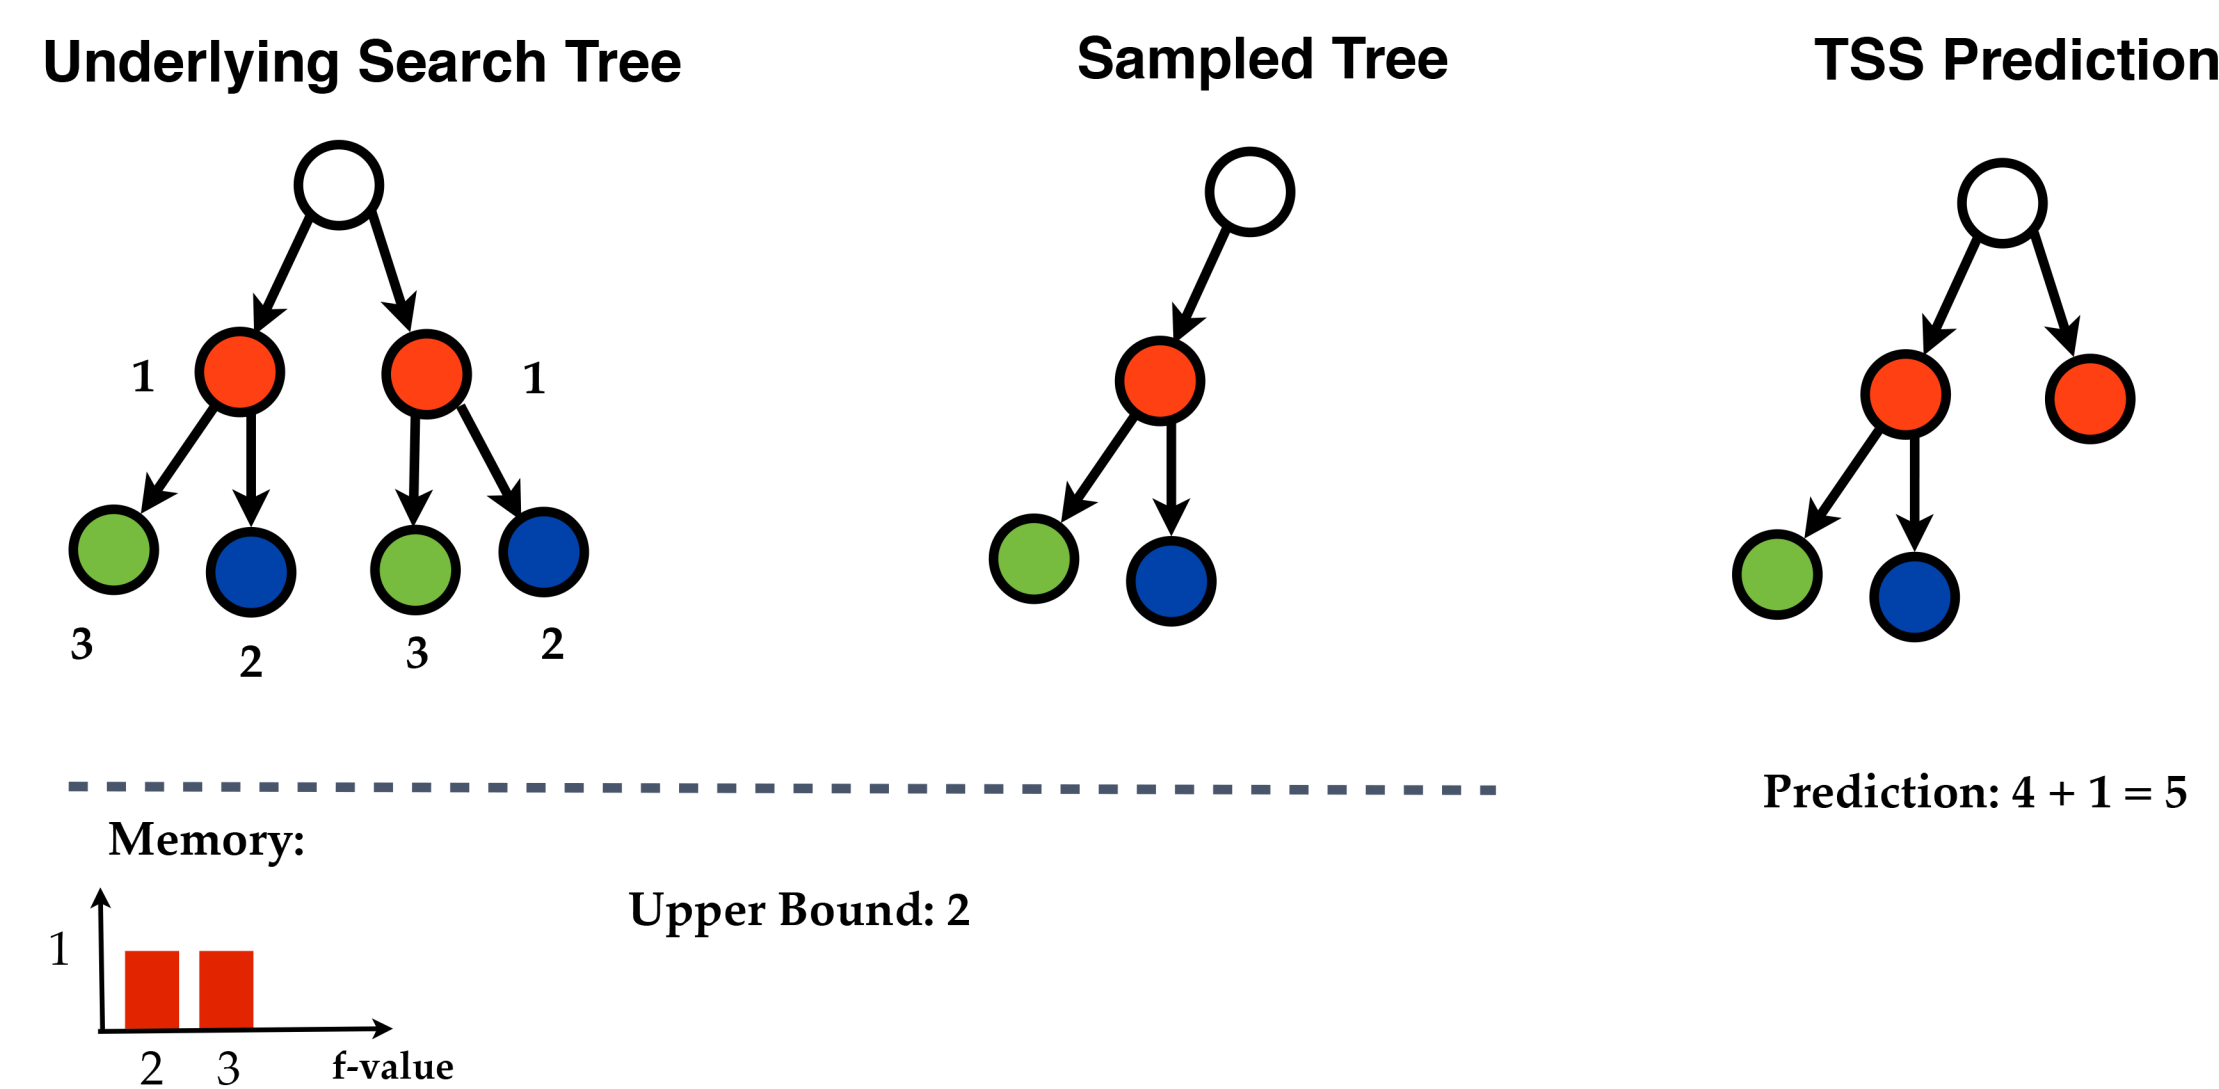 Underlying Search Tree
Sampled Tree
TSS Prediction
1
1
3
2
3
2
Prediction: 4 + 1 = 5
Memory:
Upper Bound: 2
1
2
3
f-value